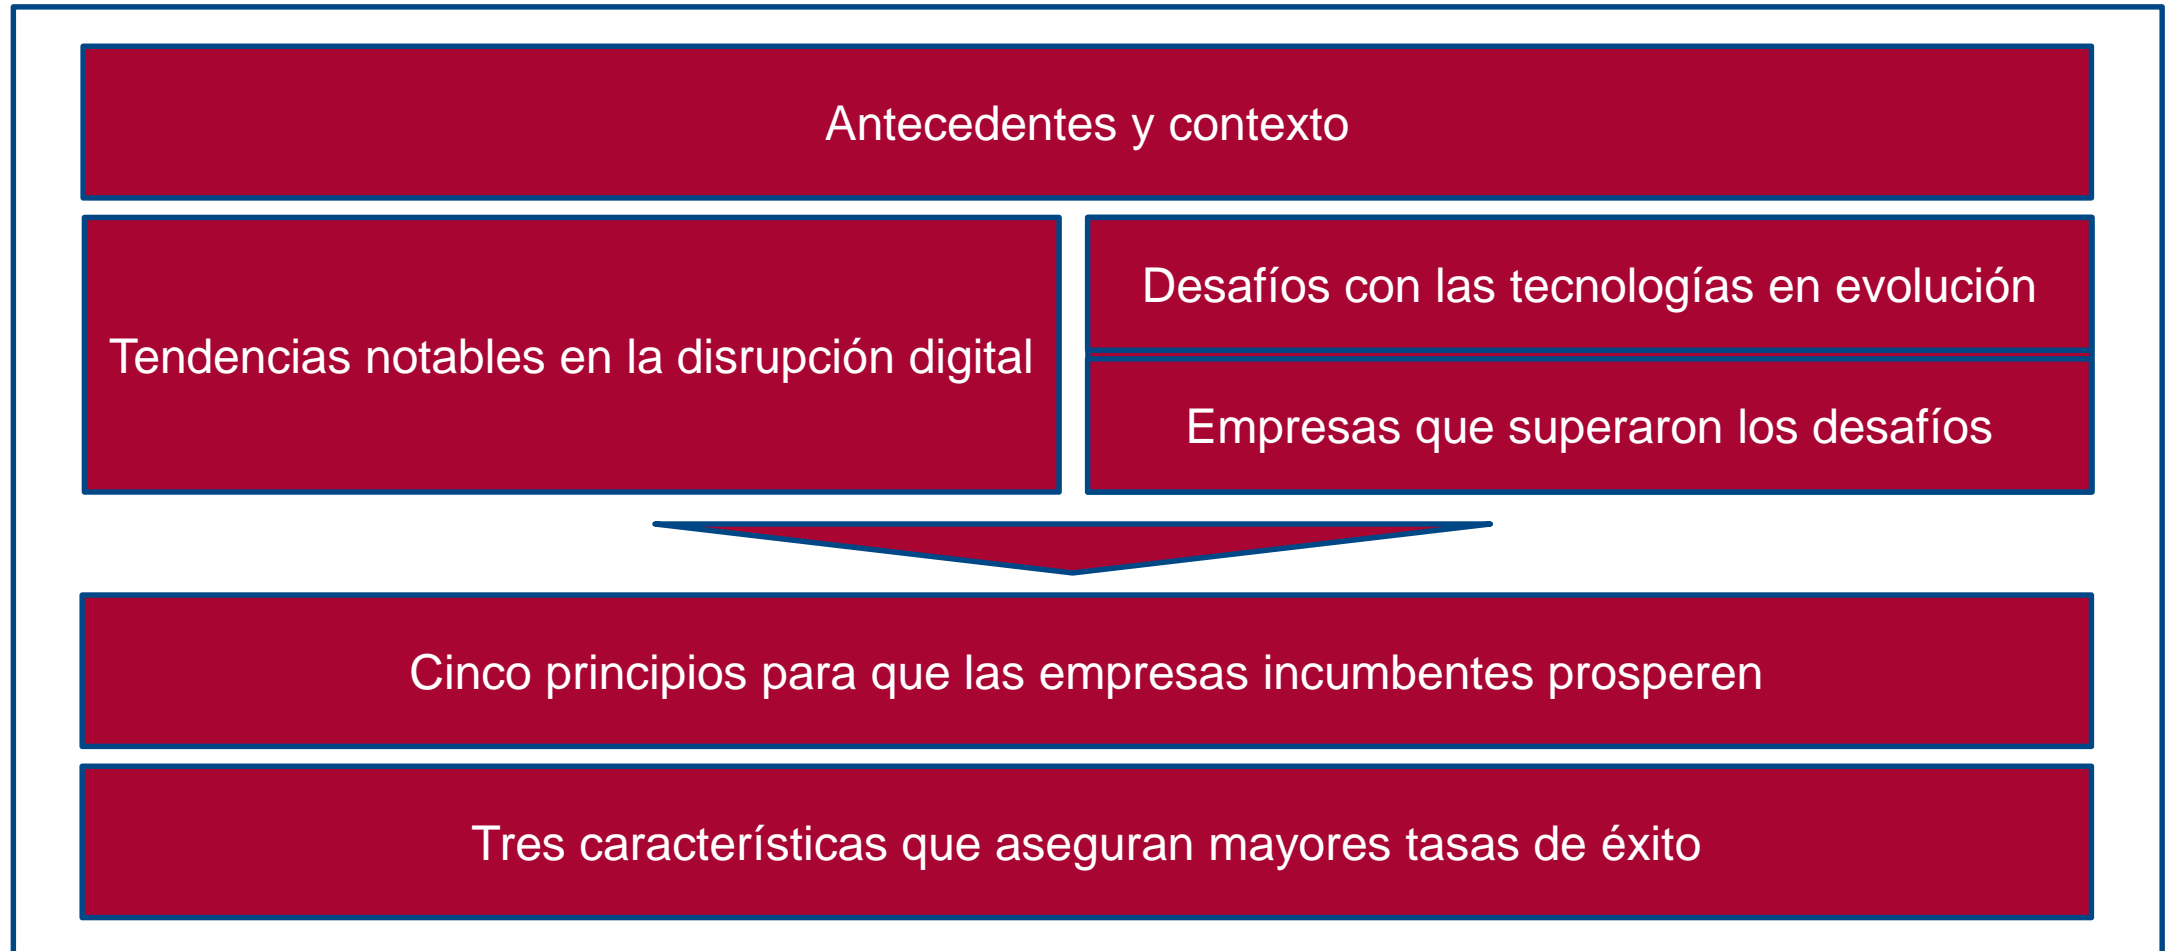 Antecedentes y contexto
Tendencias notables en la disrupción digital
Desafíos con las tecnologías en evolución
Empresas que superaron los desafíos
Cinco principios para que las empresas incumbentes prosperen
Tres características que aseguran mayores tasas de éxito